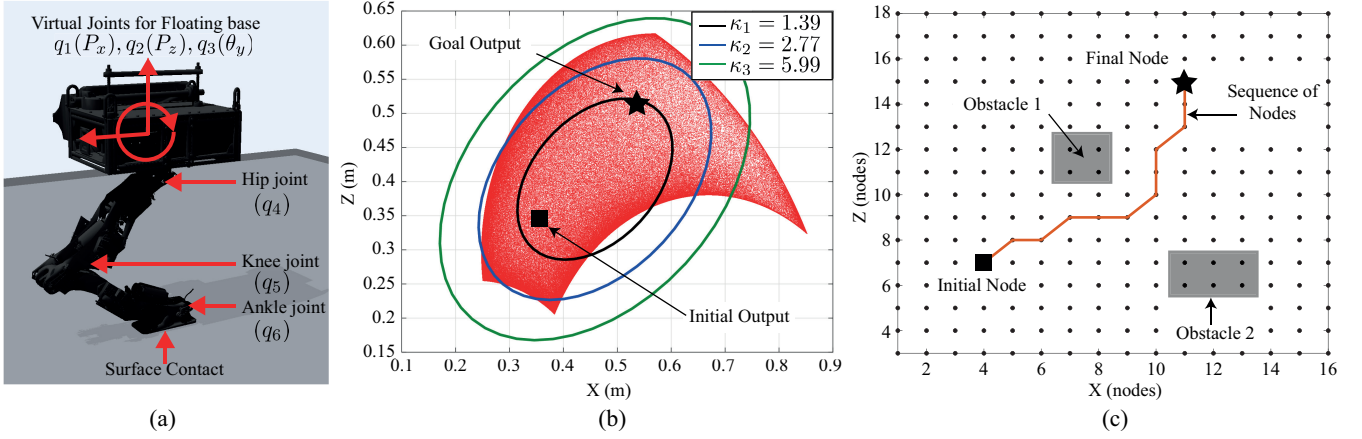 Virtual Joints for Floating base
q₁(Pₓ), q₂(P_z), q₃(θ_y)
Hip joint
(q₄)
Knee joint
(q₅)
Ankle joint
(q₆)
Surface Contact
(a)
Z (m)
0.65
0.6
0.55
0.5
0.45
0.4
0.35
0.3
0.25
0.2
0.15
0.1 0.2 0.3 0.4 0.5 0.6 0.7 0.8 0.9
X (m)
Goal Output
Initial Output
κ₁ = 1.39
κ₂ = 2.77
κ₃ = 5.99
(b)
Z (nodes)
18
16
14
12
10
8
6
4
2 4 6 8 10 12 14 16
X (nodes)
Final Node
Obstacle 1
Sequence of
Nodes
Initial Node
Obstacle 2
(c)